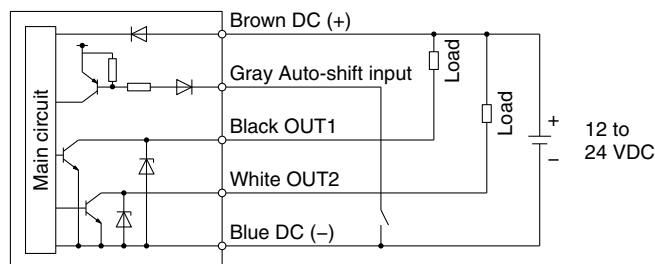 Brown DC (+)
Gray Auto-shift input
Black OUT1
White OUT2
Blue DC (−)
Main circuit
Load
Load
+
−
12 to
24 VDC